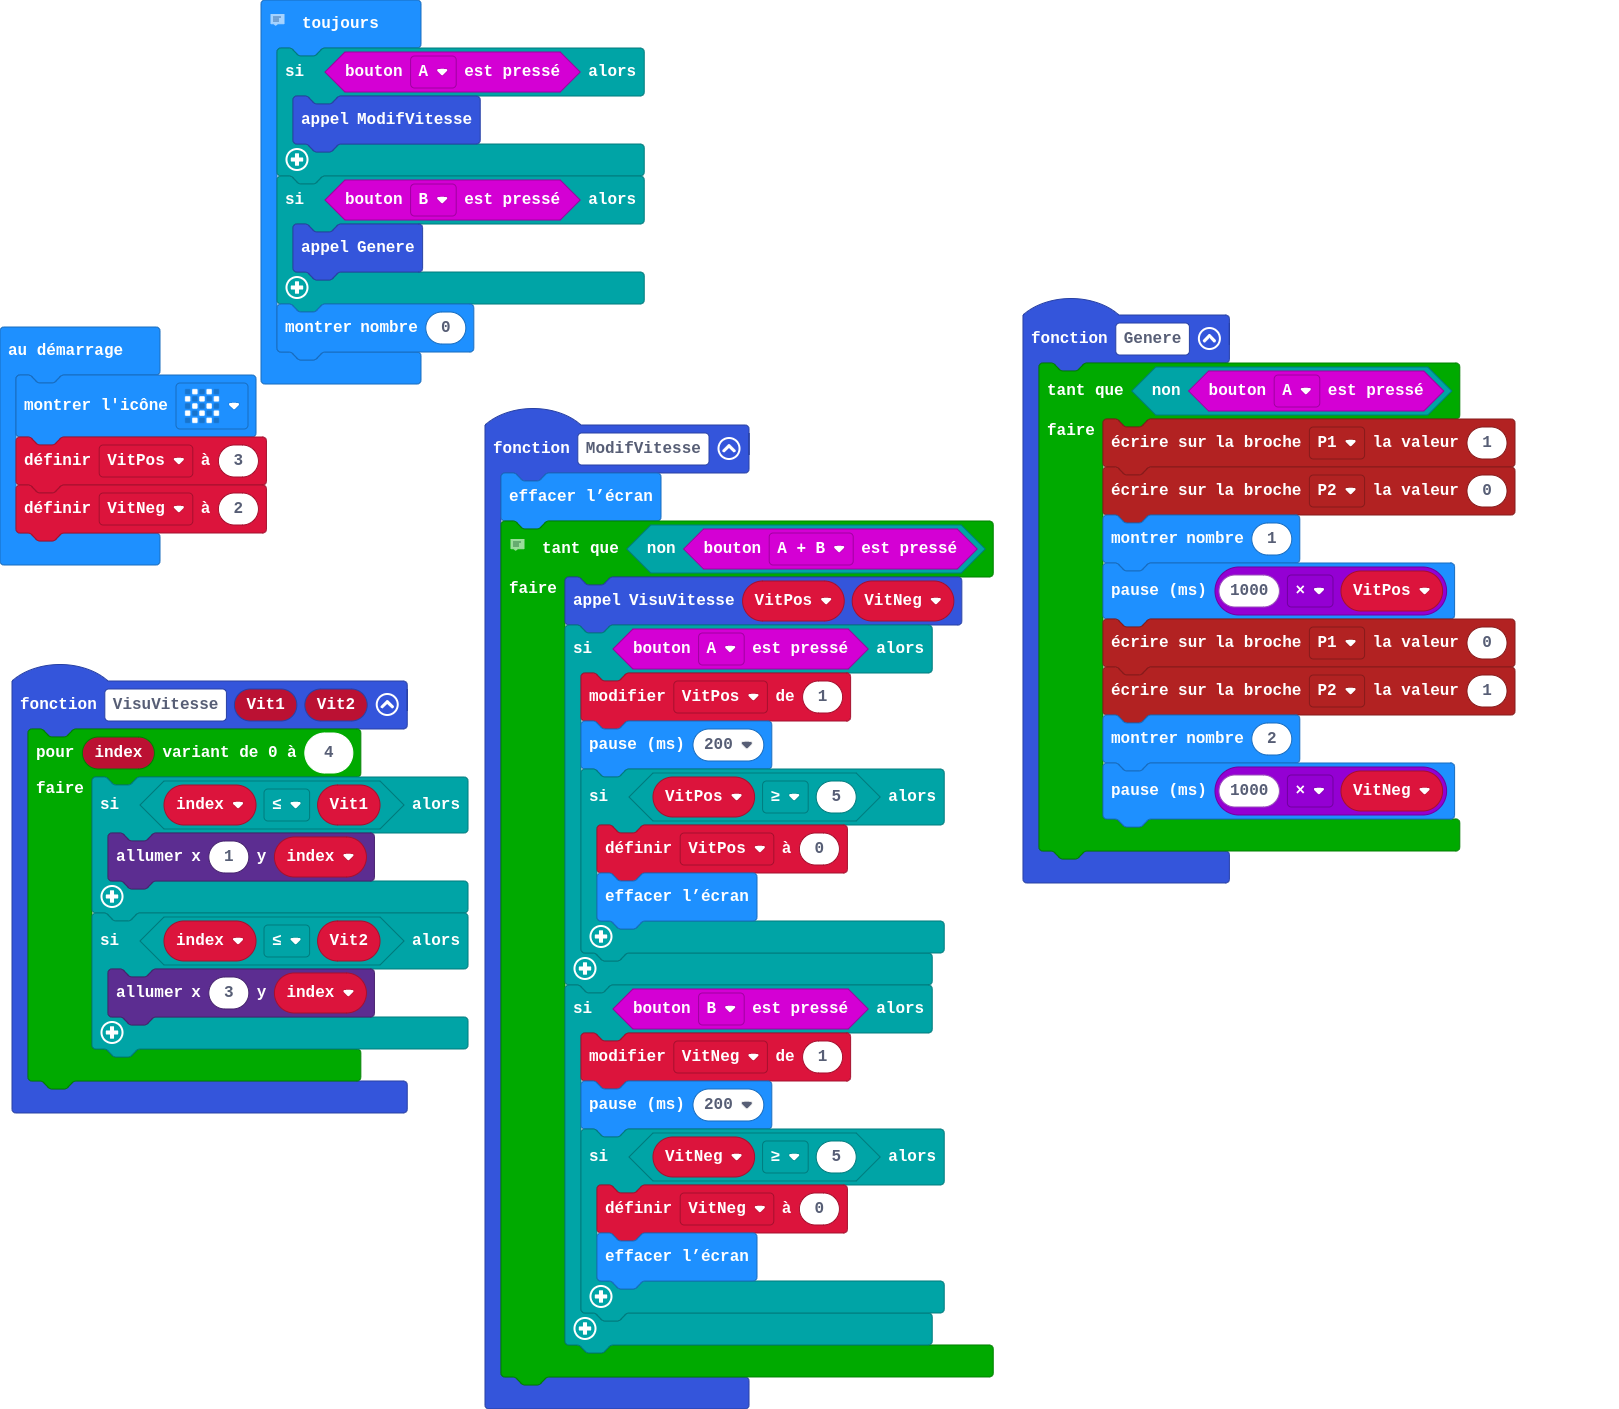 toujours
si bouton A est pressé alors
appel ModifVitesse
si bouton B est pressé alors
appel Genere
montrer nombre 0
au démarrage
montrer l'icône
définir VitPos à 3
définir VitNeg à 2
fonction VisuVitesse Vit1 Vit2
pour index variant de 0 à 4
faire
si index ≤ Vit1 alors
allumer x 1 y index
si index ≤ Vit2 alors
allumer x 3 y index
fonction ModifVitesse
effacer l’écran
tant que non bouton A + B est pressé
faire
appel VisuVitesse VitPos VitNeg
si bouton A est pressé alors
modifier VitPos de 1
pause (ms) 200
si VitPos ≥ 5 alors
définir VitPos à 0
effacer l’écran
si bouton B est pressé alors
modifier VitNeg de 1
pause (ms) 200
si VitNeg ≥ 5 alors
définir VitNeg à 0
effacer l’écran
fonction Genere
tant que non bouton A est pressé
faire
écrire sur la broche P1 la valeur 1
écrire sur la broche P2 la valeur 0
montrer nombre 1
pause (ms) 1000 × VitPos
écrire sur la broche P1 la valeur 0
écrire sur la broche P2 la valeur 1
montrer nombre 2
pause (ms) 1000 × VitNeg